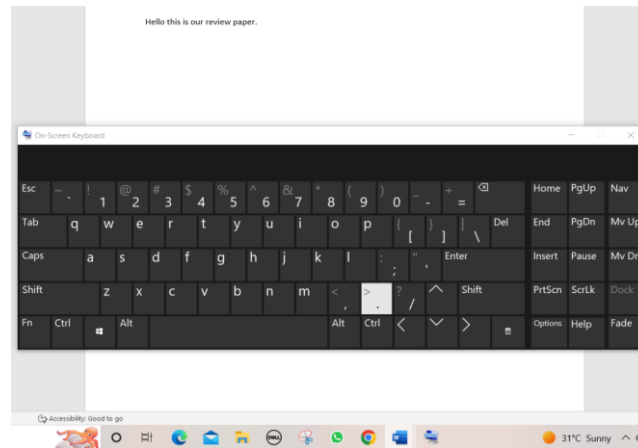 Hello this is our review paper.
On-Screen Keyboard
Esc ~ ` ! 1 @ 2 # 3 $ 4 % 5 ^ 6 & 7 * 8 ( 9 ) 0 _ - + = Home PgUp Nav
Tab q w e r t y u i o p { [ } ] | \ Del End PgDn Mv Up
Caps a s d f g h j k l : ; " ' Enter Insert Pause Mv Dn
Shift z x c v b n m < , > . ? / Shift PrtScn ScrLk Dock
Fn Ctrl Alt Alt Ctrl Options Help Fade
Accessibility: Good to go
DELL
31°C Sunny